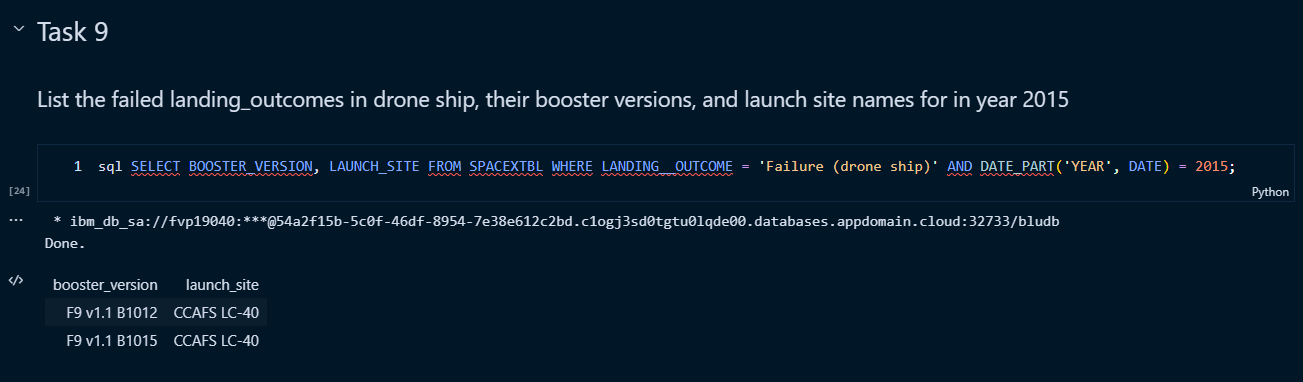 Task 9
List the failed landing_outcomes in drone ship, their booster versions, and launch site names for in year 2015
1 sql SELECT BOOSTER_VERSION, LAUNCH_SITE FROM SPACEXTBL WHERE LANDING__OUTCOME = 'Failure (drone ship)' AND DATE_PART('YEAR', DATE) = 2015;
[24]
Python
... * ibm_db_sa://fvp19040:***@54a2f15b-5c0f-46df-8954-7e38e612c2bd.c1ogj3sd0tgtu0lqde00.databases.appdomain.cloud:32733/bludb
Done.
</> booster_version launch_site
F9 v1.1 B1012 CCAFS LC-40
F9 v1.1 B1015 CCAFS LC-40